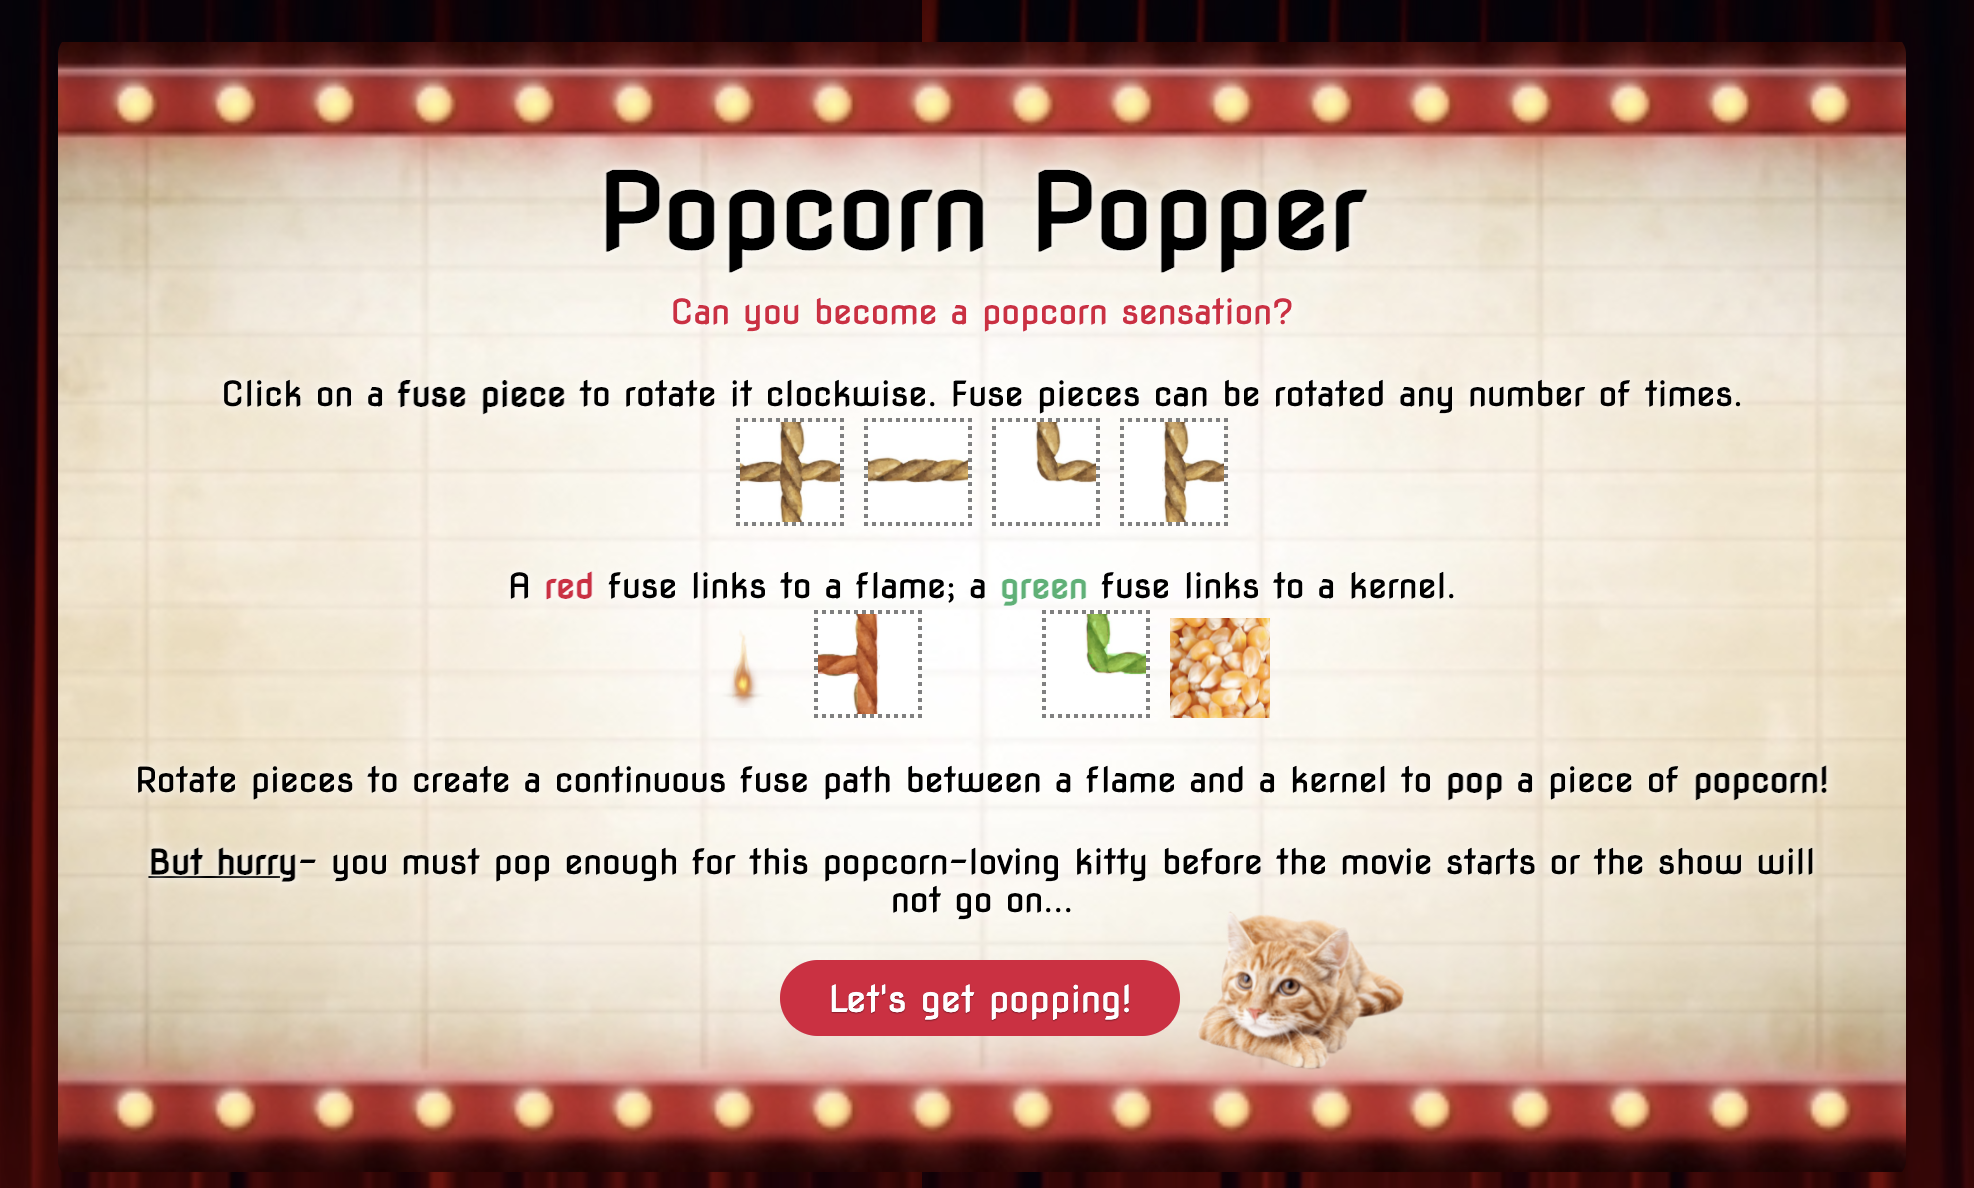 Popcorn Popper
Can you become a popcorn sensation?
Click on a fuse piece to rotate it clockwise. Fuse pieces can be rotated any number of times.
A red fuse links to a flame; a green fuse links to a kernel.
Rotate pieces to create a continuous fuse path between a flame and a kernel to pop a piece of popcorn!
But hurry- you must pop enough for this popcorn-loving kitty before the movie starts or the show will
not go on...
Let's get popping!